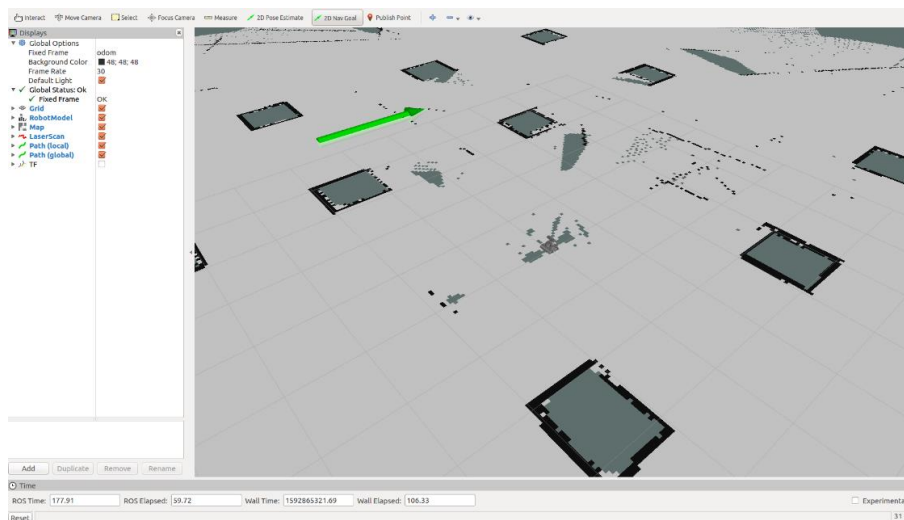 Interact Move Camera Select Focus Camera Measure 2D Pose Estimate 2D Nav Goal Publish Point
Displays
Global Options
Fixed Frame odom
Background Color 48; 48; 48
Frame Rate 30
Default Light
Global Status: Ok
Fixed Frame OK
Grid
RobotModel
Map
LaserScan
Path (local)
Path (global)
TF
Add Duplicate Remove Rename
Time
ROS Time: 177.91 ROS Elapsed: 59.72 Wall Time: 1592865321.69 Wall Elapsed: 106.33 Experimenta
Reset 31